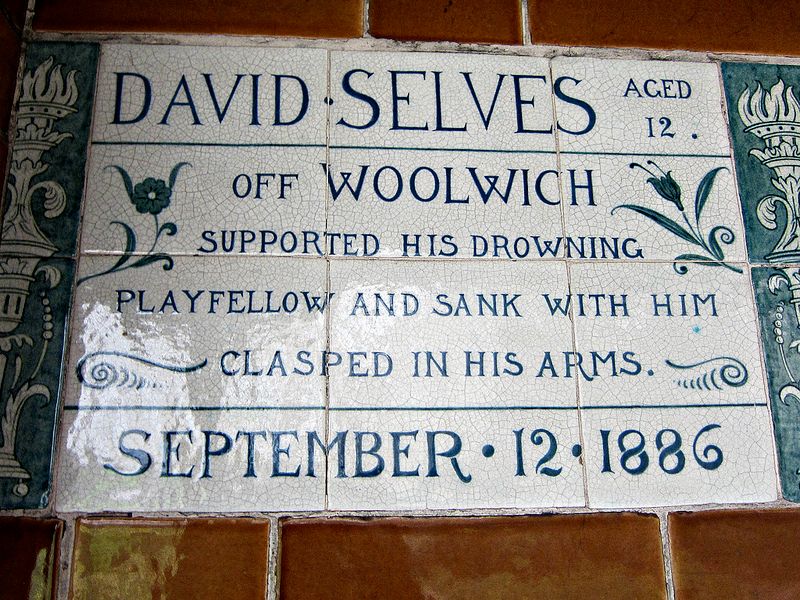 DAVID·SELVES AGED
12.
OFF WOOLWICH
SUPPORTED HIS DROWNING
PLAYFELLOW AND SANK WITH HIM
CLASPED IN HIS ARMS.
SEPTEMBER·12·1886